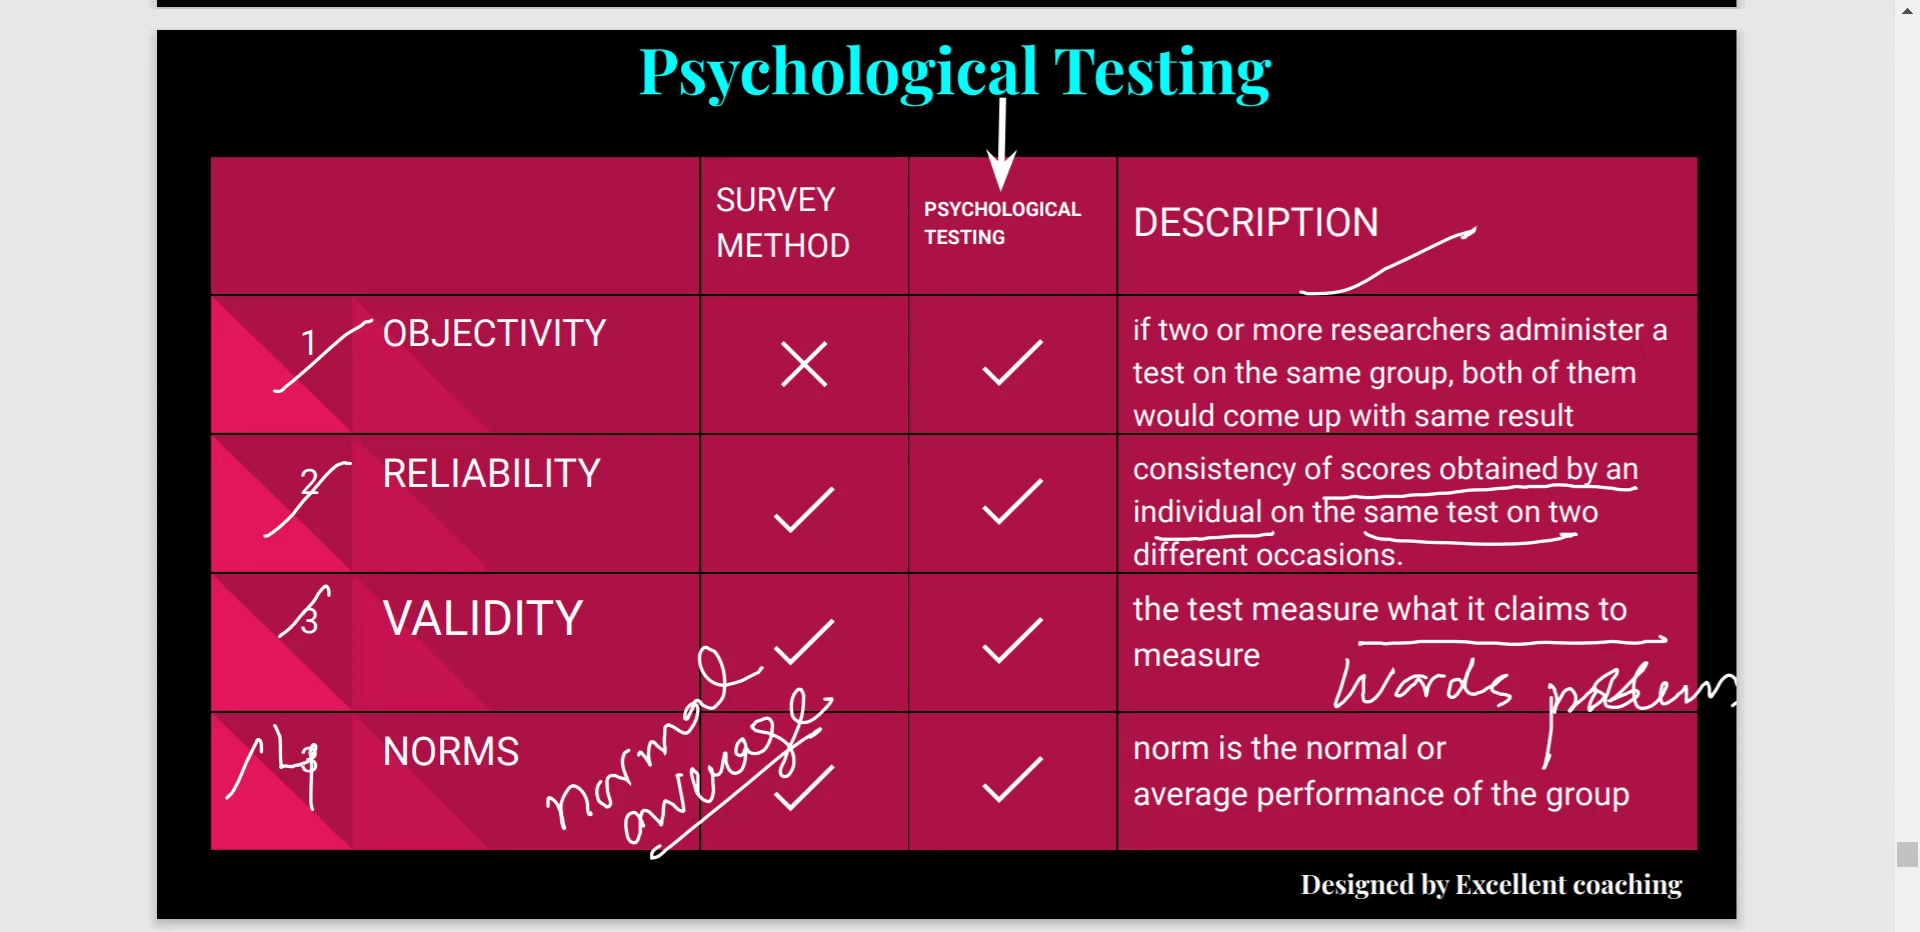 Psychological Testing
SURVEY
METHOD
PSYCHOLOGICAL
TESTING
DESCRIPTION
1
OBJECTIVITY
if two or more researchers administer a
test on the same group, both of them
would come up with same result
2
RELIABILITY
consistency of scores obtained by an
individual on the same test on two
different occasions.
3
VALIDITY
the test measure what it claims to
measure
words
3
4
NORMS
normal
average
norm is the normal or
average performance of the group
Designed by Excellent coaching